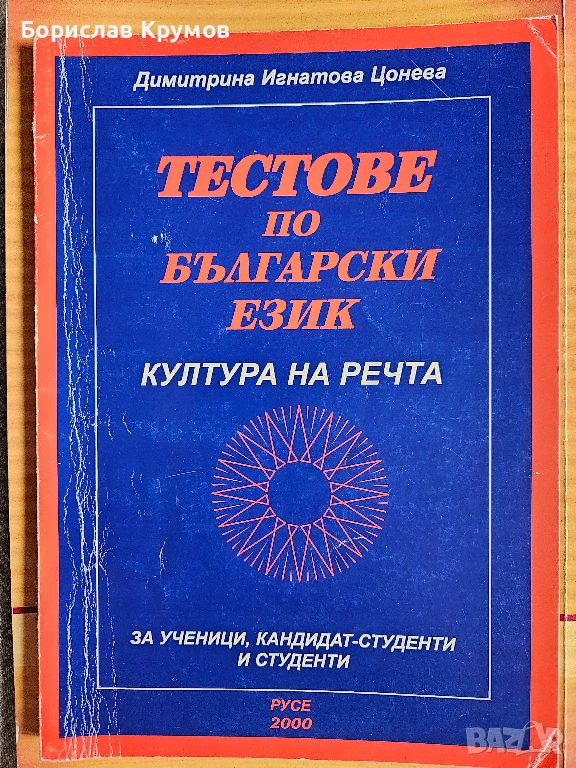 Борислав Крумов
Димитрина Игнатова Цонева
ТЕСТОВЕ
ПО
БЪЛГАРСКИ
ЕЗИК
КУЛТУРА НА РЕЧТА
ЗА УЧЕНИЦИ, КАНДИДАТ-СТУДЕНТИ
И СТУДЕНТИ
РУСЕ
2000
BAZAR